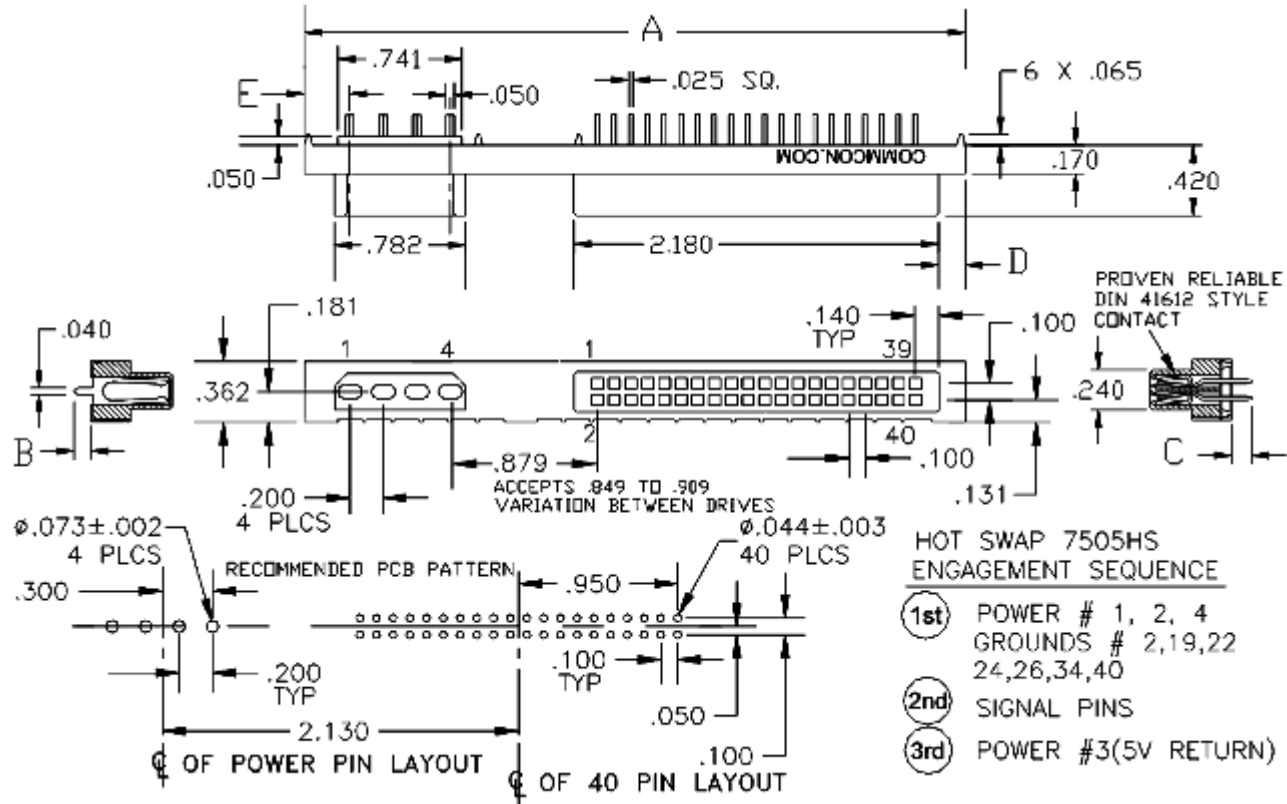 A
.741
E
.050
.025 SQ.
6 X .065
COMMCON.COM
.050
.170
.420
.782
2.180
D
PROVEN RELIABLE
DIN 41612 STYLE
CONTACT
.181
.040
.140
TYP
.100
1
4
1
39
.362
.240
B
2
40
C
.879
.100
.131
ACCEPTS .849 TO .909
VARIATION BETWEEN DRIVES
.200
4 PLCS
ø.073±.002
4 PLCS
ø.044±.003
40 PLCS
RECOMMENDED PCB PATTERN
.300
.950
.200
TYP
.100
TYP
.050
.100
2.130
℄ OF POWER PIN LAYOUT
℄ OF 40 PIN LAYOUT
HOT SWAP 7505HS
ENGAGEMENT SEQUENCE
1st POWER # 1, 2, 4
GROUNDS # 2,19,22
24,26,34,40
2nd SIGNAL PINS
3rd POWER #3(5V RETURN)